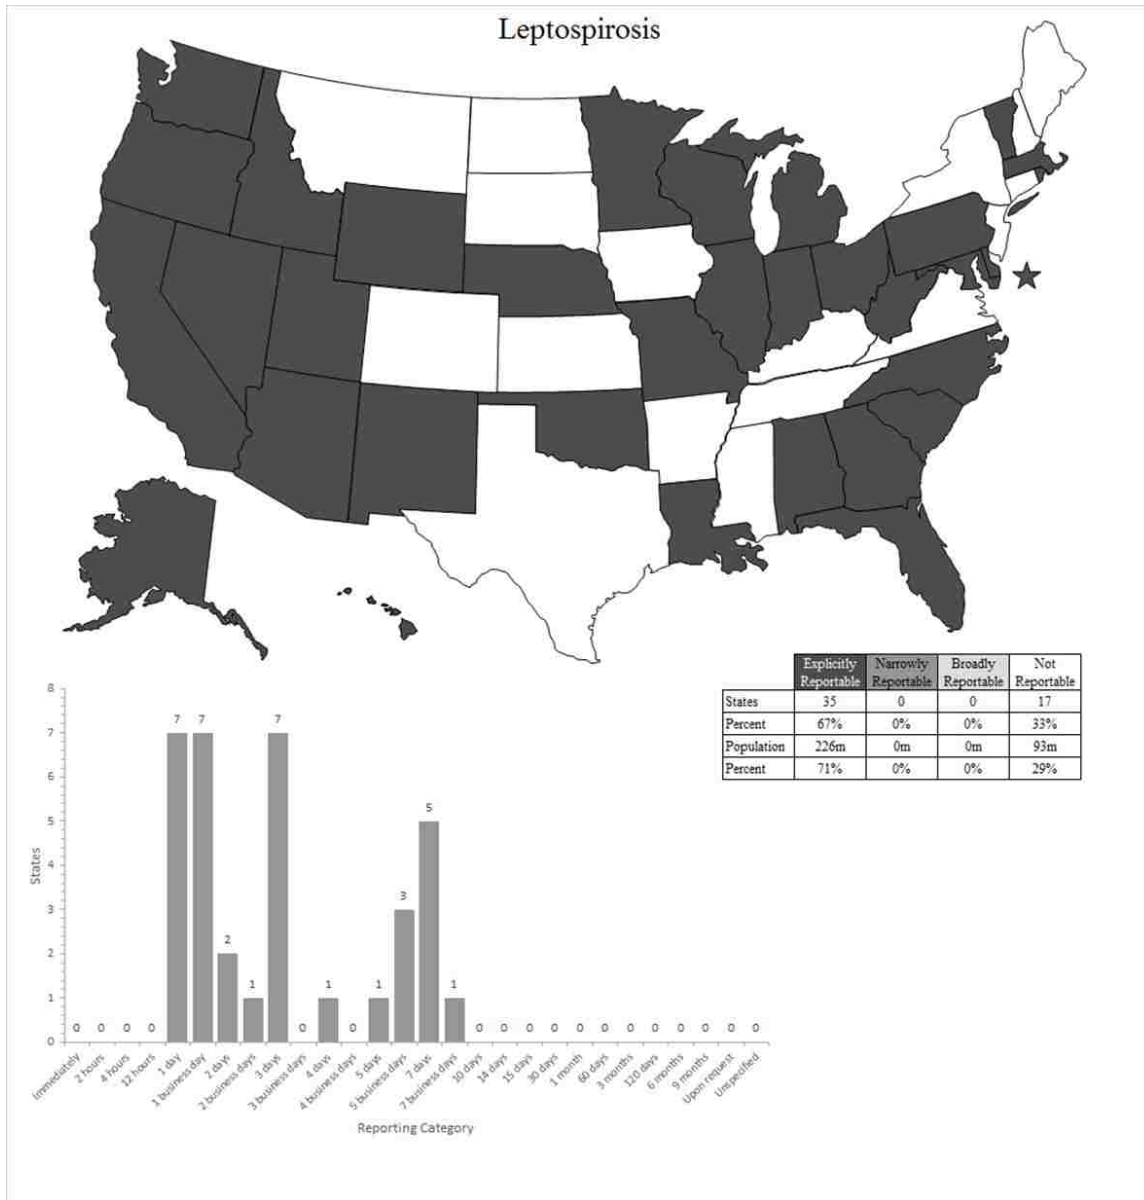 Leptospirosis
Explicitly Reportable Narrowly Reportable Broadly Reportable Not Reportable
States 35 0 0 17
Percent 67% 0% 0% 33%
Population 226m 0m 0m 93m
Percent 71% 0% 0% 29%
8
7
6
5
4
3
2
1
0
States
0 0 0 0 7 7 2 1 7 0 1 0 1 3 5 1 0 0 0 0 0 0 0 0 0 0 0 0
Immediately
2 hours
4 hours
12 hours
1 day
1 business day
2 days
2 business days
3 days
3 business days
4 days
4 business days
5 days
5 business days
7 days
7 business days
10 days
14 days
15 days
30 days
1 month
60 days
3 months
120 days
6 months
9 months
Upon request
Unspecified
Reporting Category